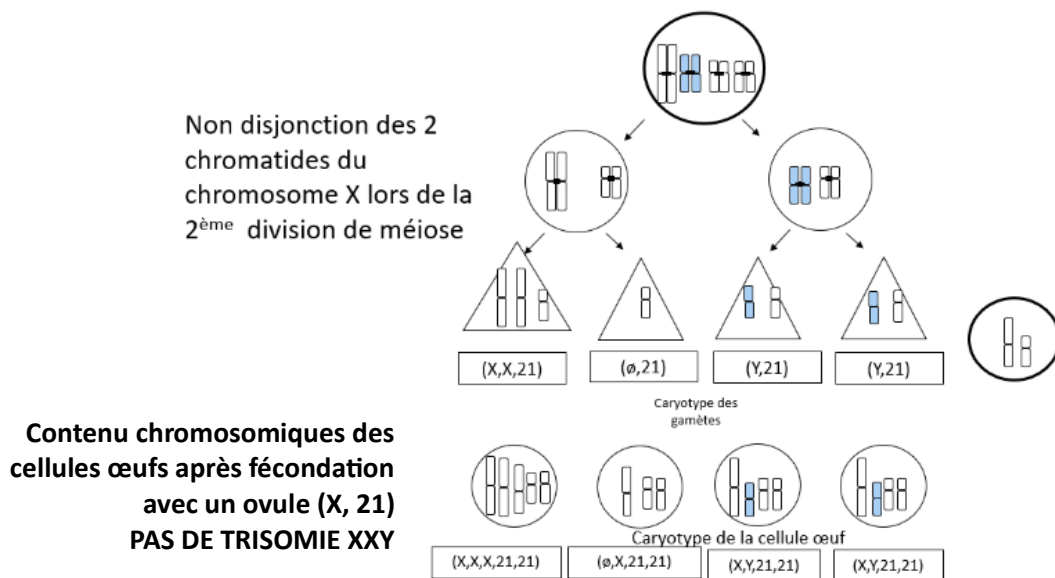 Non disjonction des 2
chromatides du
chromosome X lors de la
2ème division de méiose
(X,X,21)
(ø,21)
(Y,21)
(Y,21)
Caryotype des
gamètes
Contenu chromosomiques des
cellules œufs après fécondation
avec un ovule (X, 21)
PAS DE TRISOMIE XXY
Caryotype de la cellule œuf
(X,X,X,21,21)
(ø,X,21,21)
(X,Y,21,21)
(X,Y,21,21)